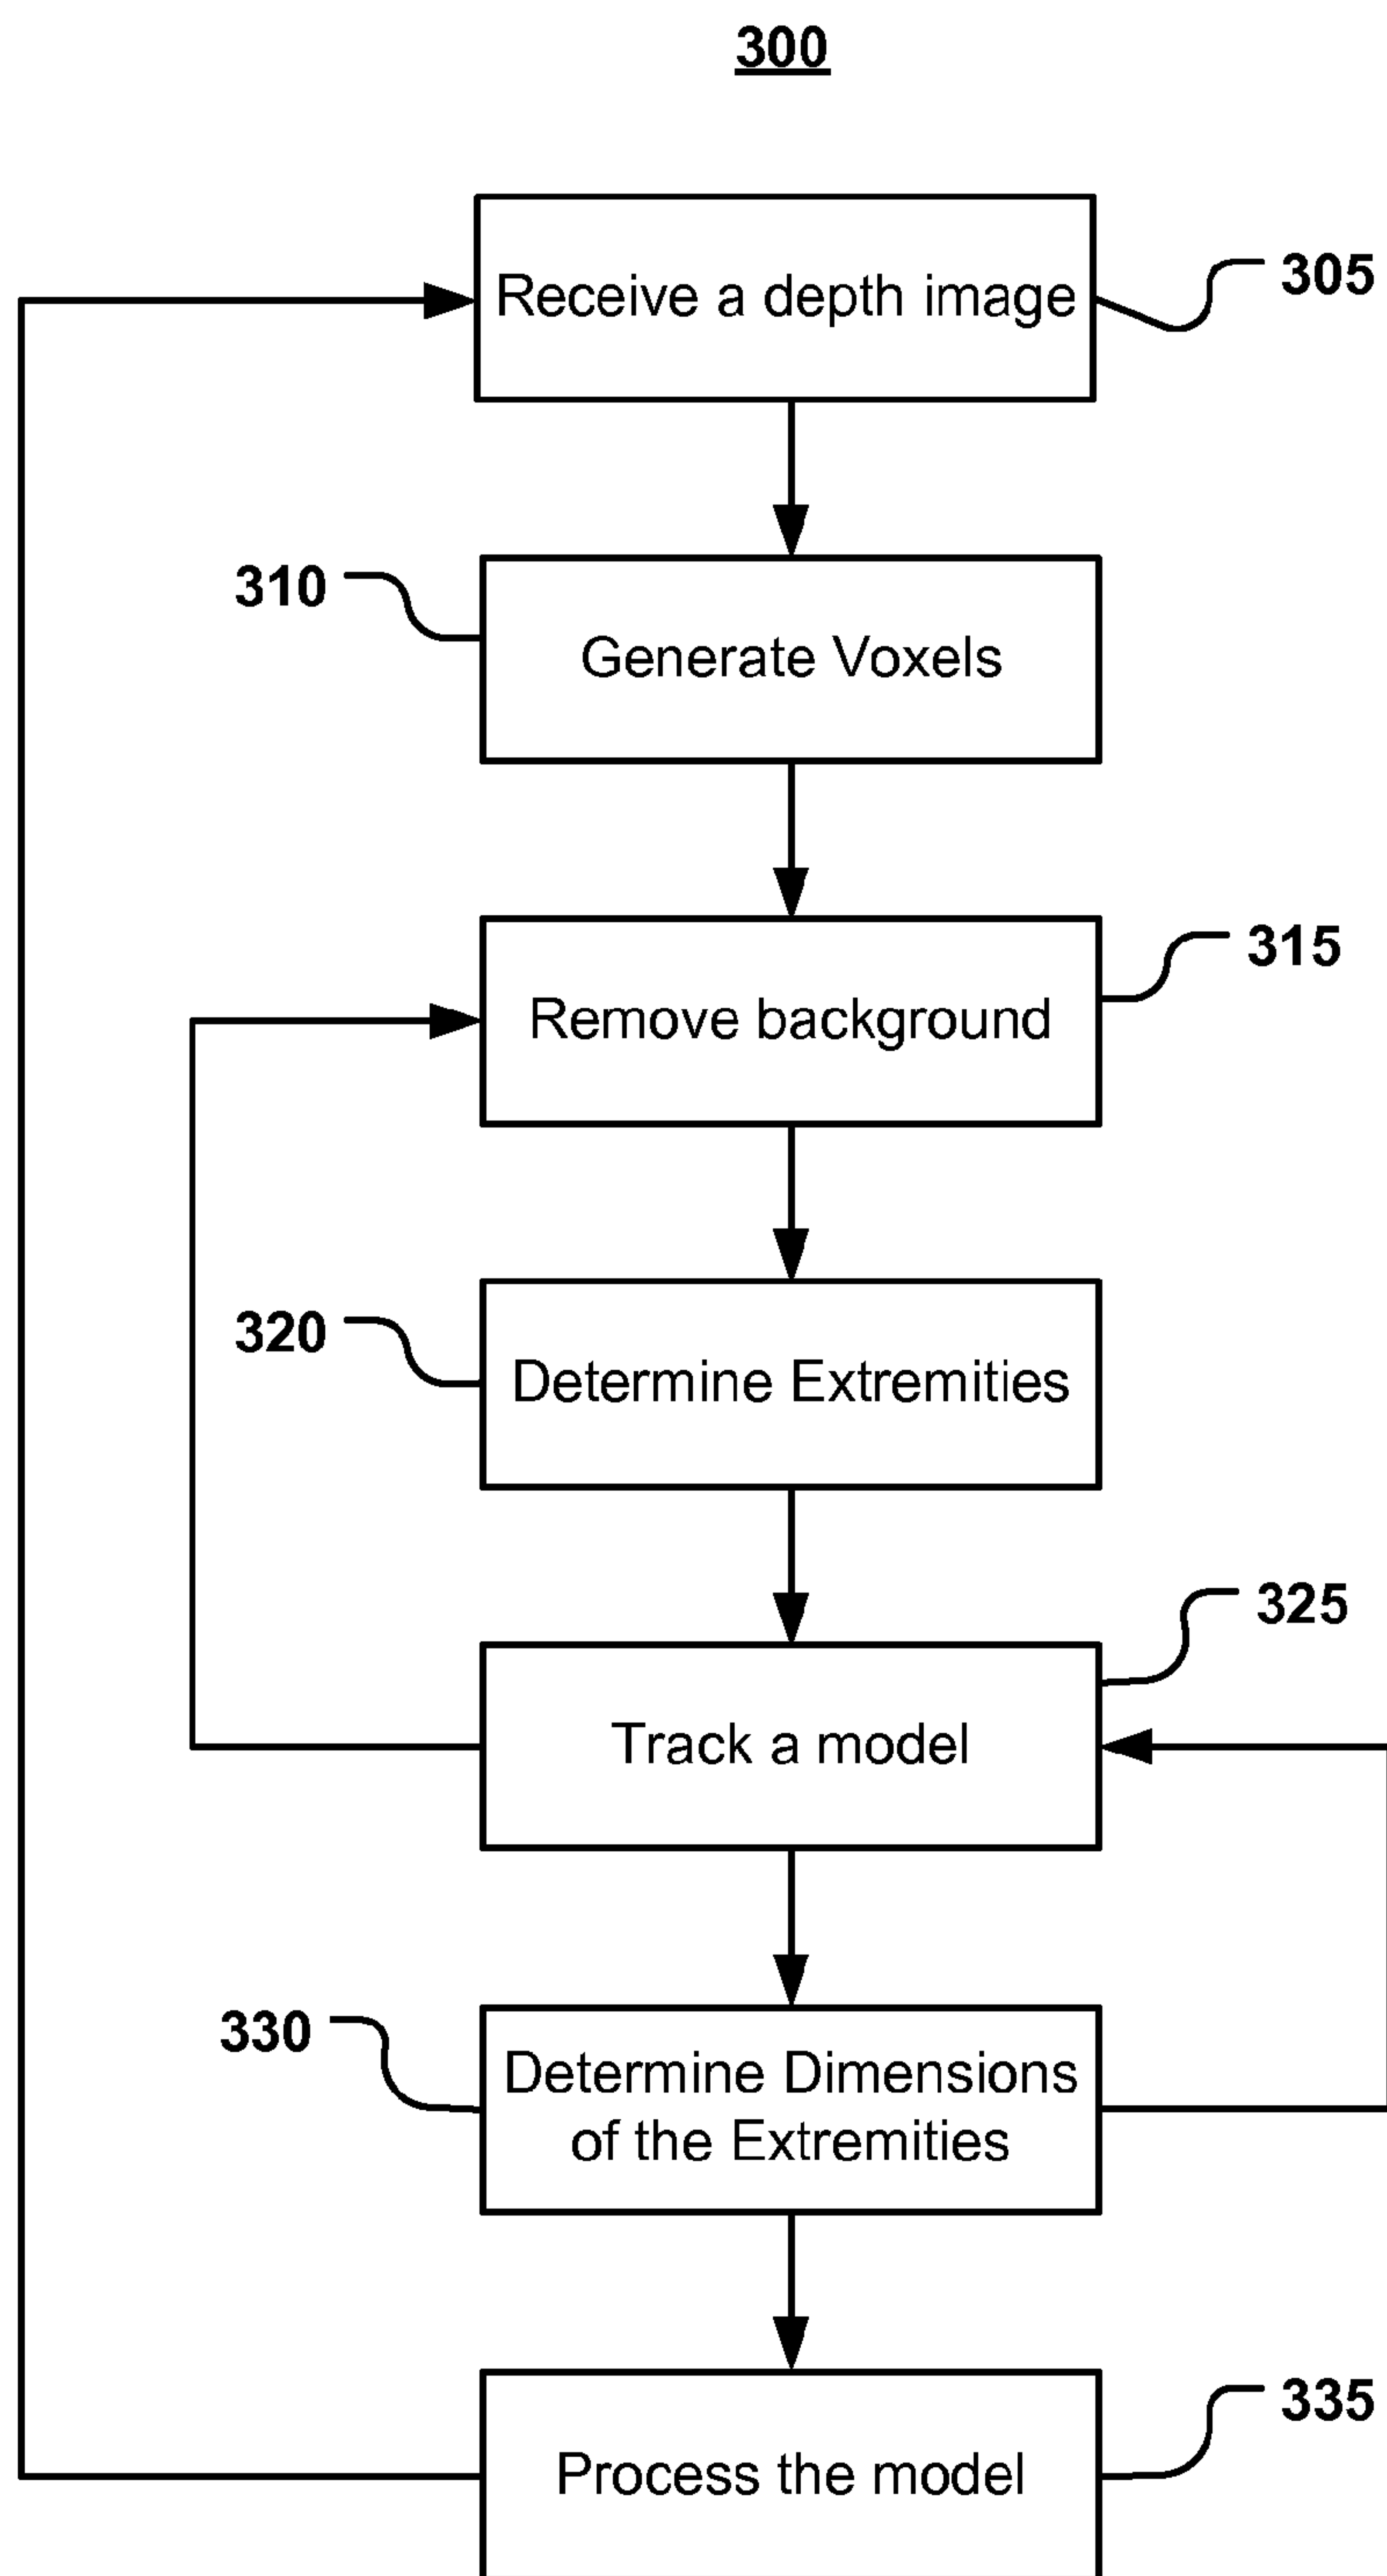 300
Receive a depth image
305
310
Generate Voxels
315
Remove background
320
Determine Extremities
325
Track a model
330
Determine Dimensions
of the Extremities
335
Process the model